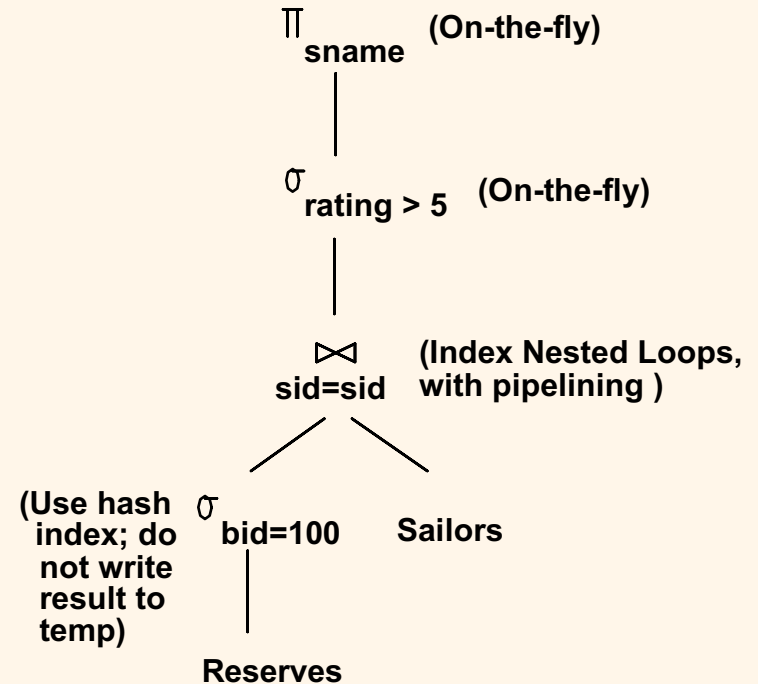 π sname (On-the-fly)
σ rating > 5 (On-the-fly)
⋈ (Index Nested Loops,
sid=sid with pipelining )
(Use hash
index; do
not write
result to
temp)
σ bid=100
Sailors
Reserves